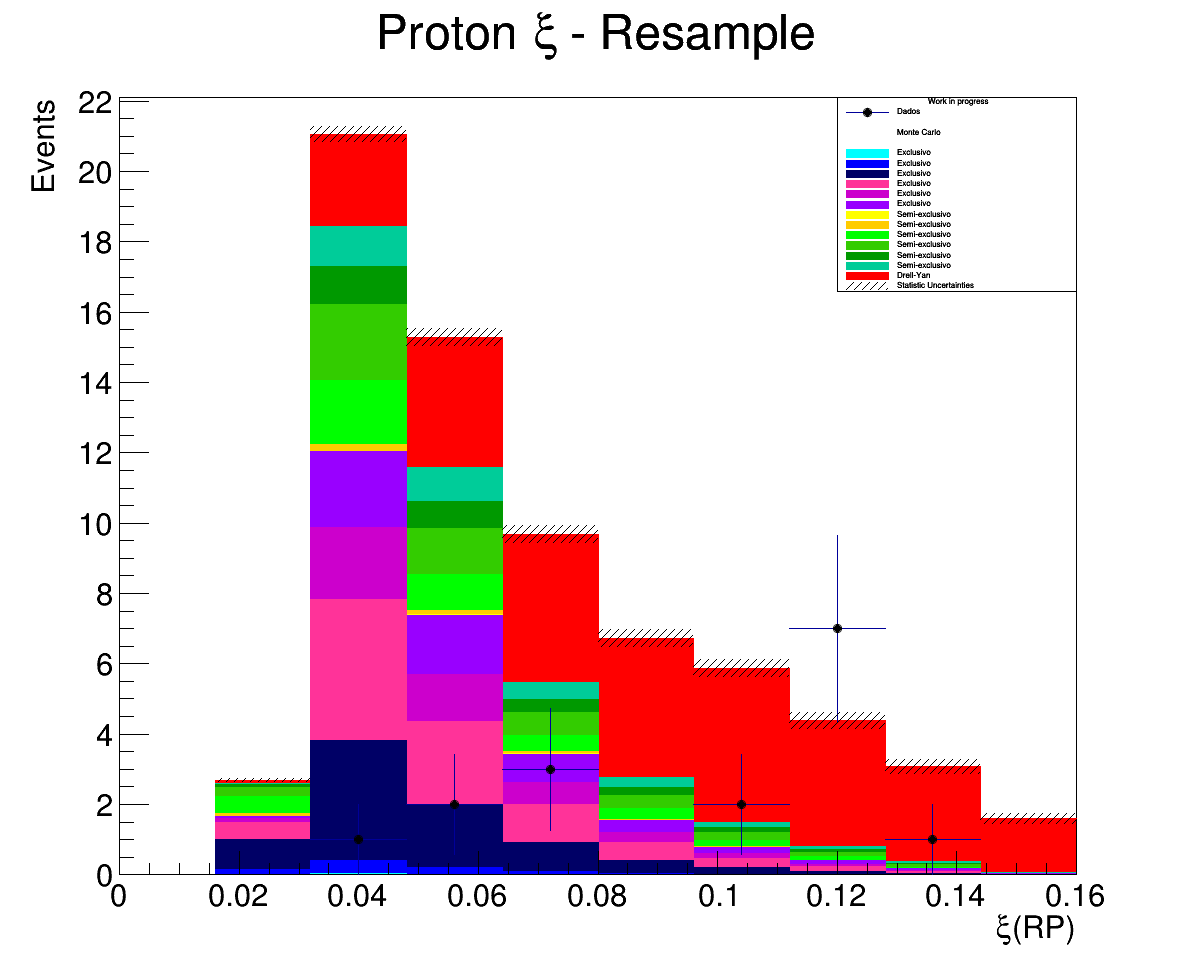 Proton ξ - Resample
Events
22
20
18
16
14
12
10
8
6
4
2
0
Work in progress
Dados
Monte Carlo
Exclusivo
Exclusivo
Exclusivo
Exclusivo
Exclusivo
Exclusivo
Semi-exclusivo
Semi-exclusivo
Semi-exclusivo
Semi-exclusivo
Semi-exclusivo
Semi-exclusivo
Drell-Yan
Statistic Uncertainties
0 0.02 0.04 0.06 0.08 0.1 0.12 0.14 0.16
ξ(RP)